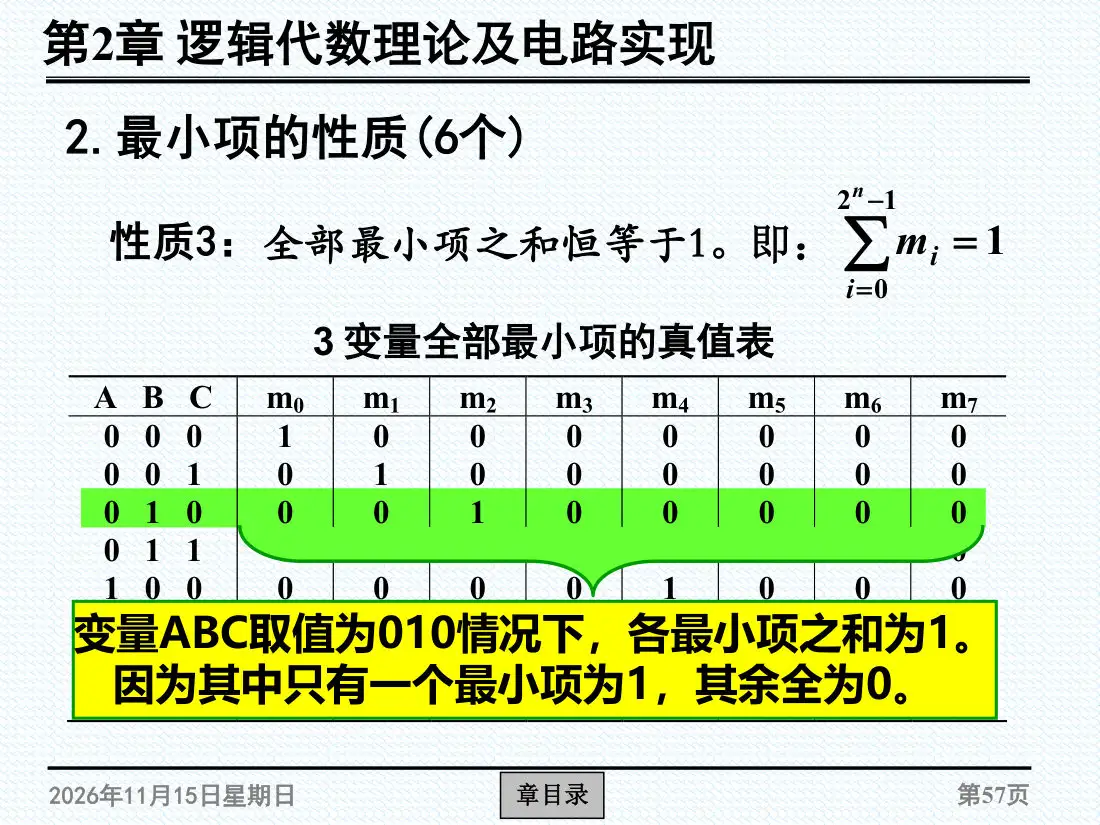 第2章 逻辑代数理论及电路实现
2. 最小项的性质(6个)
性质3：全部最小项之和恒等于1。即：$\sum_{i=0}^{2^n-1} m_i = 1$
3 变量全部最小项的真值表
A B C m₀ m₁ m₂ m₃ m₄ m₅ m₆ m₇
0 0 0 1 0 0 0 0 0 0 0
0 0 1 0 1 0 0 0 0 0 0
0 1 0 0 0 1 0 0 0 0 0
0 1 1
1 0 0 0 0 0 0 1 0 0 0
变量ABC取值为010情况下，各最小项之和为1。
因为其中只有一个最小项为1，其余全为0。
2026年11月15日星期日
章目录
第57页